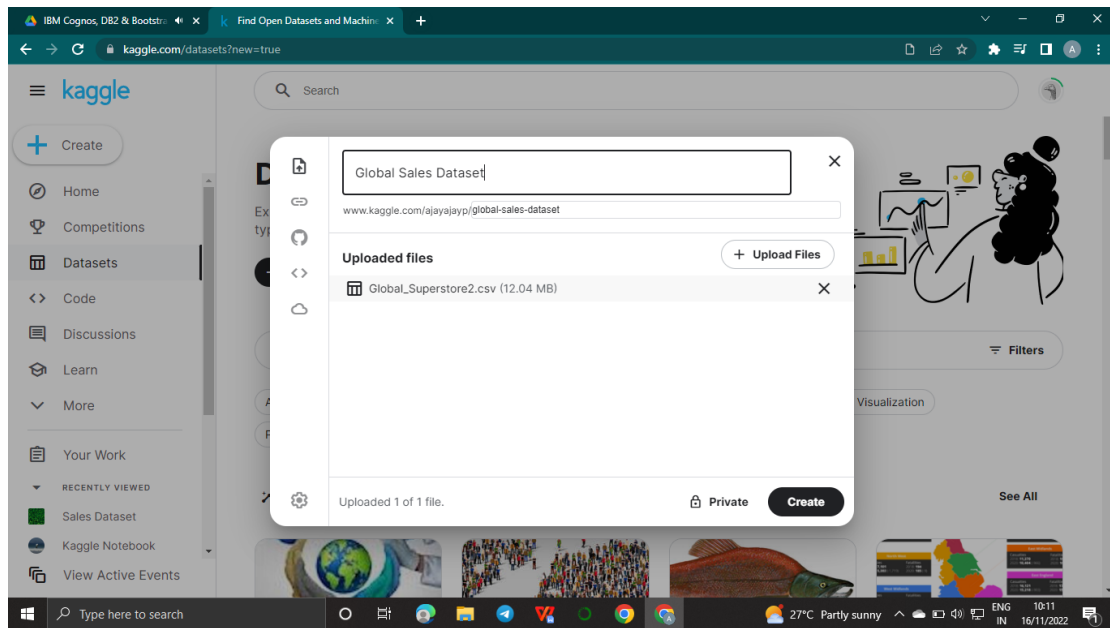 IBM Cognos, DB2 & Bootstra
Find Open Datasets and Machine
kaggle.com/datasets?new=true
A
kaggle
Search
Create
Home
Competitions
Datasets
Code
Discussions
Learn
More
Your Work
RECENTLY VIEWED
Sales Dataset
Kaggle Notebook
View Active Events
D
Ex
typ
Global Sales Dataset
www.kaggle.com/ajayajayp/global-sales-dataset
Uploaded files
Upload Files
Global_Superstore2.csv (12.04 MB)
Uploaded 1 of 1 file.
Private
Create
Filters
Visualization
See All
Type here to search
27°C Partly sunny
ENG
IN
10:11
16/11/2022
1